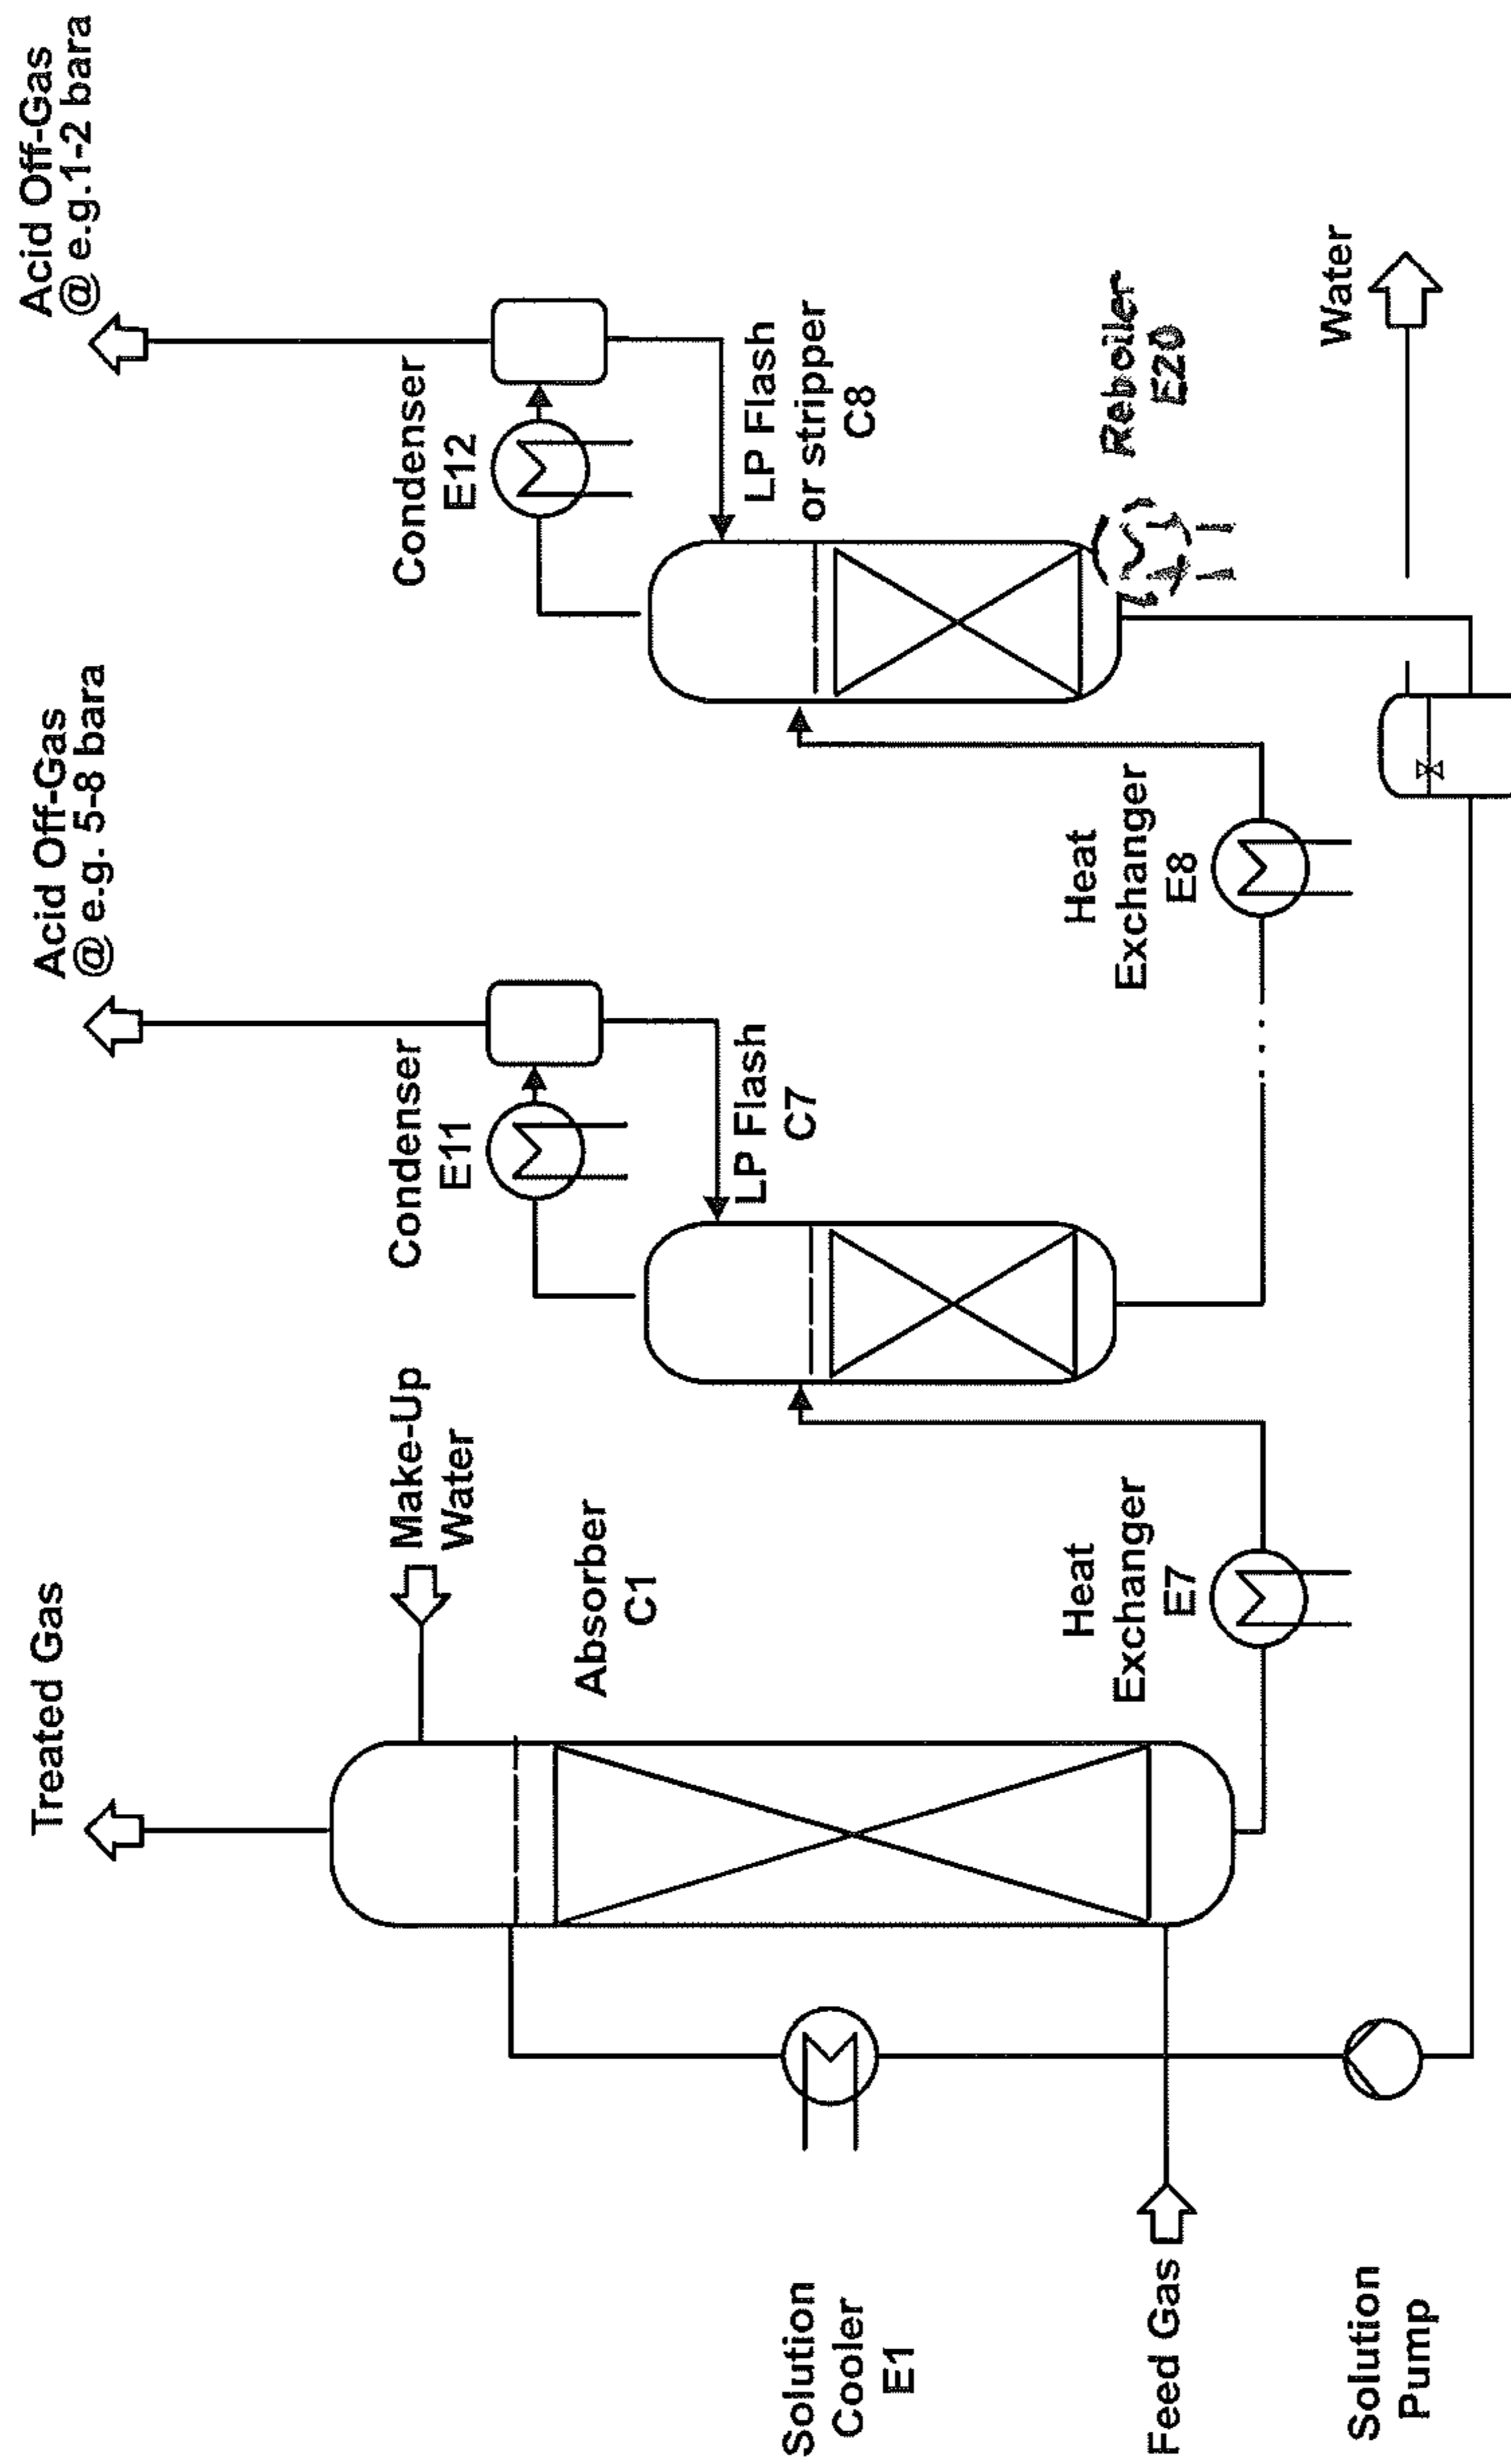 Treated Gas
Acid Off-Gas
@ e.g. 5-8 bara
Acid Off-Gas
@ e.g.1-2 bara
Make-Up
Water
Condenser
E11
Condenser
E12
Absorber
C1
LP Flash
C7
LP Flash
or stripper
C8
Solution
Cooler
E1
Heat
Exchanger
E7
Heat
Exchanger
E8
Reboiler
E20
Feed Gas
Water
Solution
Pump